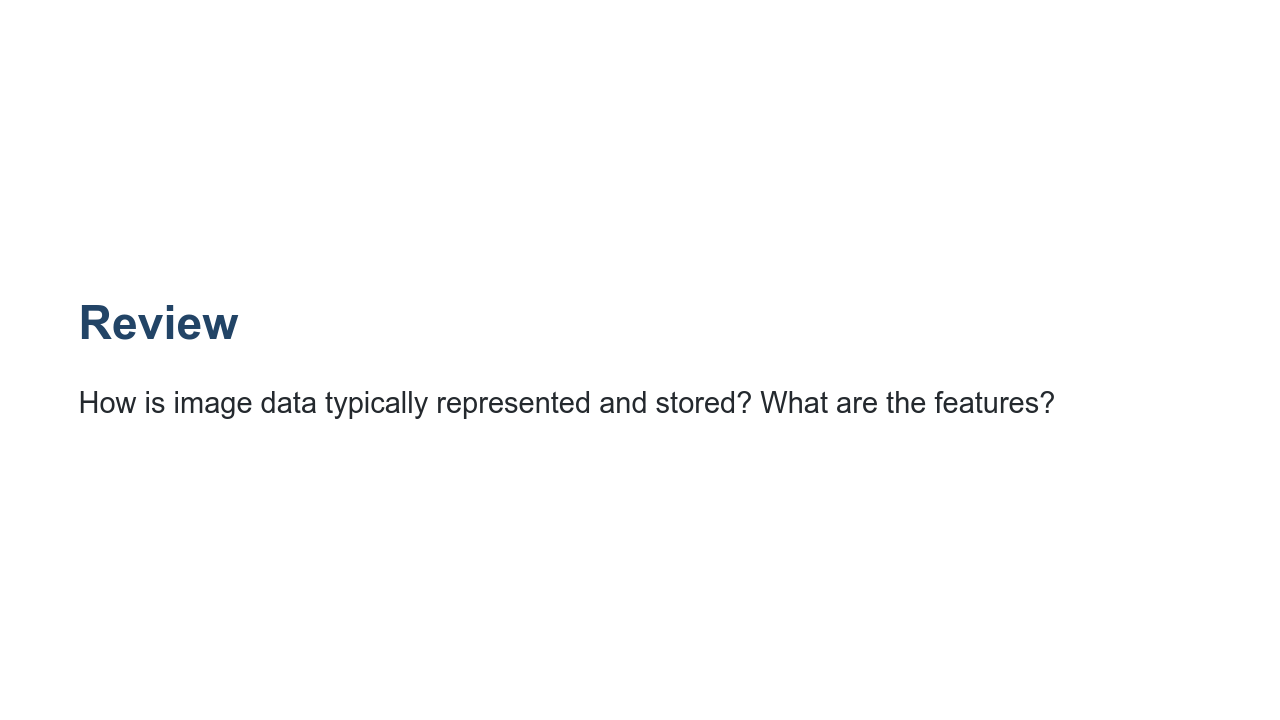 Review
How is image data typically represented and stored? What are the features?